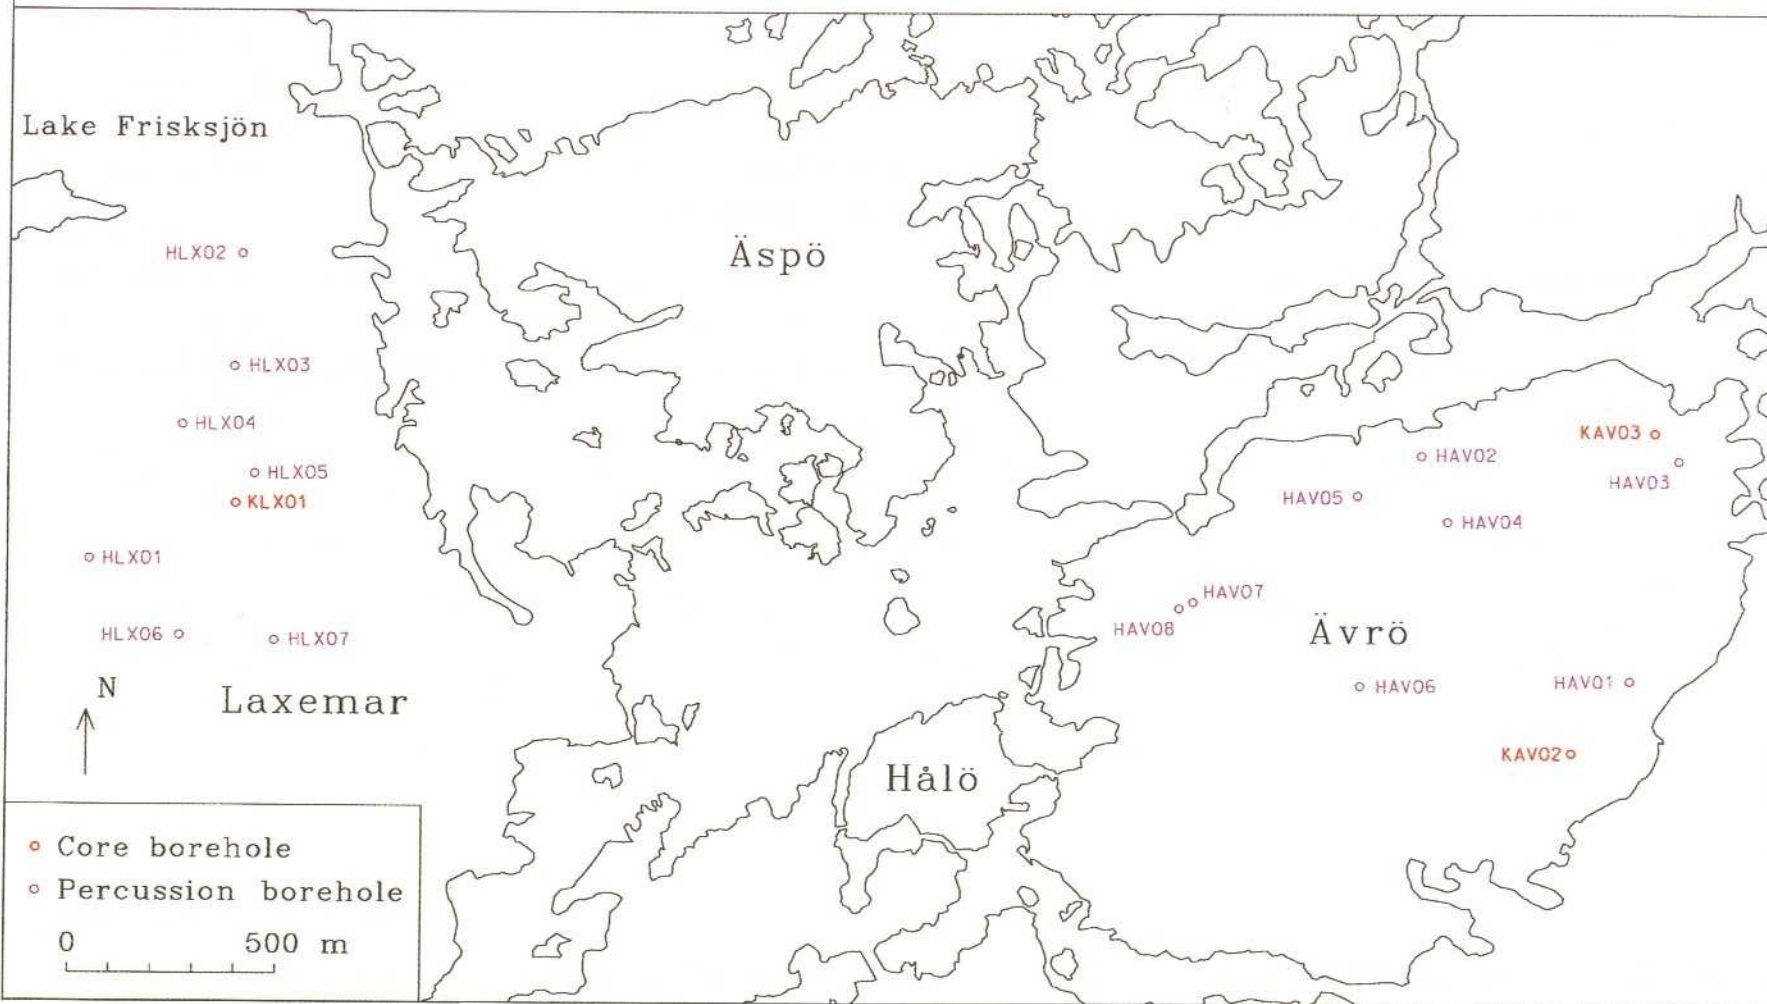 Lake Frisksjön
HLX02
Äspö
HLX03
HLX04
KAV03
HAV02
HLX05
HAV03
KLX01
HAV05
HAV04
HLX01
HAV07
HAV08
Ävrö
HLX06
HLX07
N
Laxemar
HAV06
HAV01
KAV02
Hålö
Core borehole
Percussion borehole
0 500 m